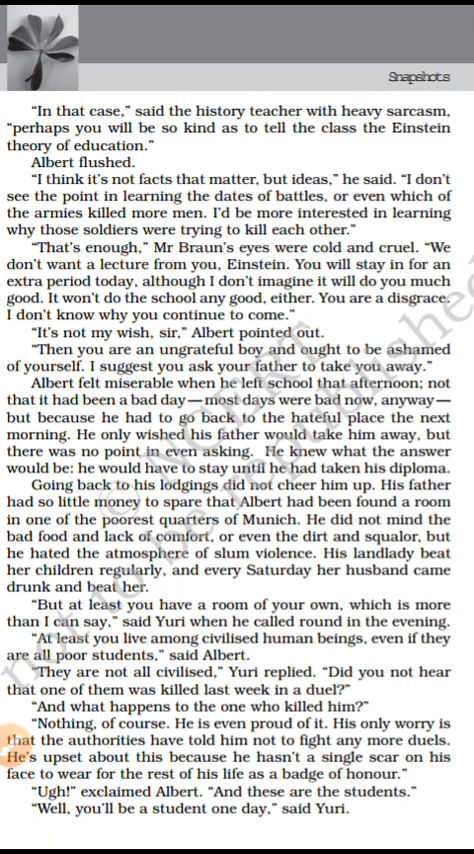 Snapshots
“In that case,” said the history teacher with heavy sarcasm,
“perhaps you will be so kind as to tell the class the Einstein
theory of education.”
Albert flushed.
“I think it’s not facts that matter, but ideas,” he said. “I don’t
see the point in learning the dates of battles, or even which of
the armies killed more men. I’d be more interested in learning
why those soldiers were trying to kill each other.”
“That’s enough,” Mr Braun’s eyes were cold and cruel. “We
don’t want a lecture from you, Einstein. You will stay in for an
extra period today, although I don’t imagine it will do you much
good. It won’t do the school any good, either. You are a disgrace.
I don’t know why you continue to come.”
“It’s not my wish, sir,” Albert pointed out.
“Then you are an ungrateful boy and ought to be ashamed
of yourself. I suggest you ask your father to take you away.”
Albert felt miserable when he left school that afternoon; not
that it had been a bad day — most days were bad now, anyway —
but because he had to go back to the hateful place the next
morning. He only wished his father would take him away, but
there was no point in even asking. He knew what the answer
would be: he would have to stay until he had taken his diploma.
Going back to his lodgings did not cheer him up. His father
had so little money to spare that Albert had been found a room
in one of the poorest quarters of Munich. He did not mind the
bad food and lack of comfort, or even the dirt and squalor, but
he hated the atmosphere of slum violence. His landlady beat
her children regularly, and every Saturday her husband came
drunk and beat her.
“But at least you have a room of your own, which is more
than I can say,” said Yuri when he called round in the evening.
“At least you live among civilised human beings, even if they
are all poor students,” said Albert.
“They are not all civilised,” Yuri replied. “Did you not hear
that one of them was killed last week in a duel?”
“And what happens to the one who killed him?”
“Nothing, of course. He is even proud of it. His only worry is
that the authorities have told him not to fight any more duels.
He’s upset about this because he hasn’t a single scar on his
face to wear for the rest of his life as a badge of honour.”
“Ugh!” exclaimed Albert. “And these are the students.”
“Well, you’ll be a student one day,” said Yuri.
© NCERT
not to be republished